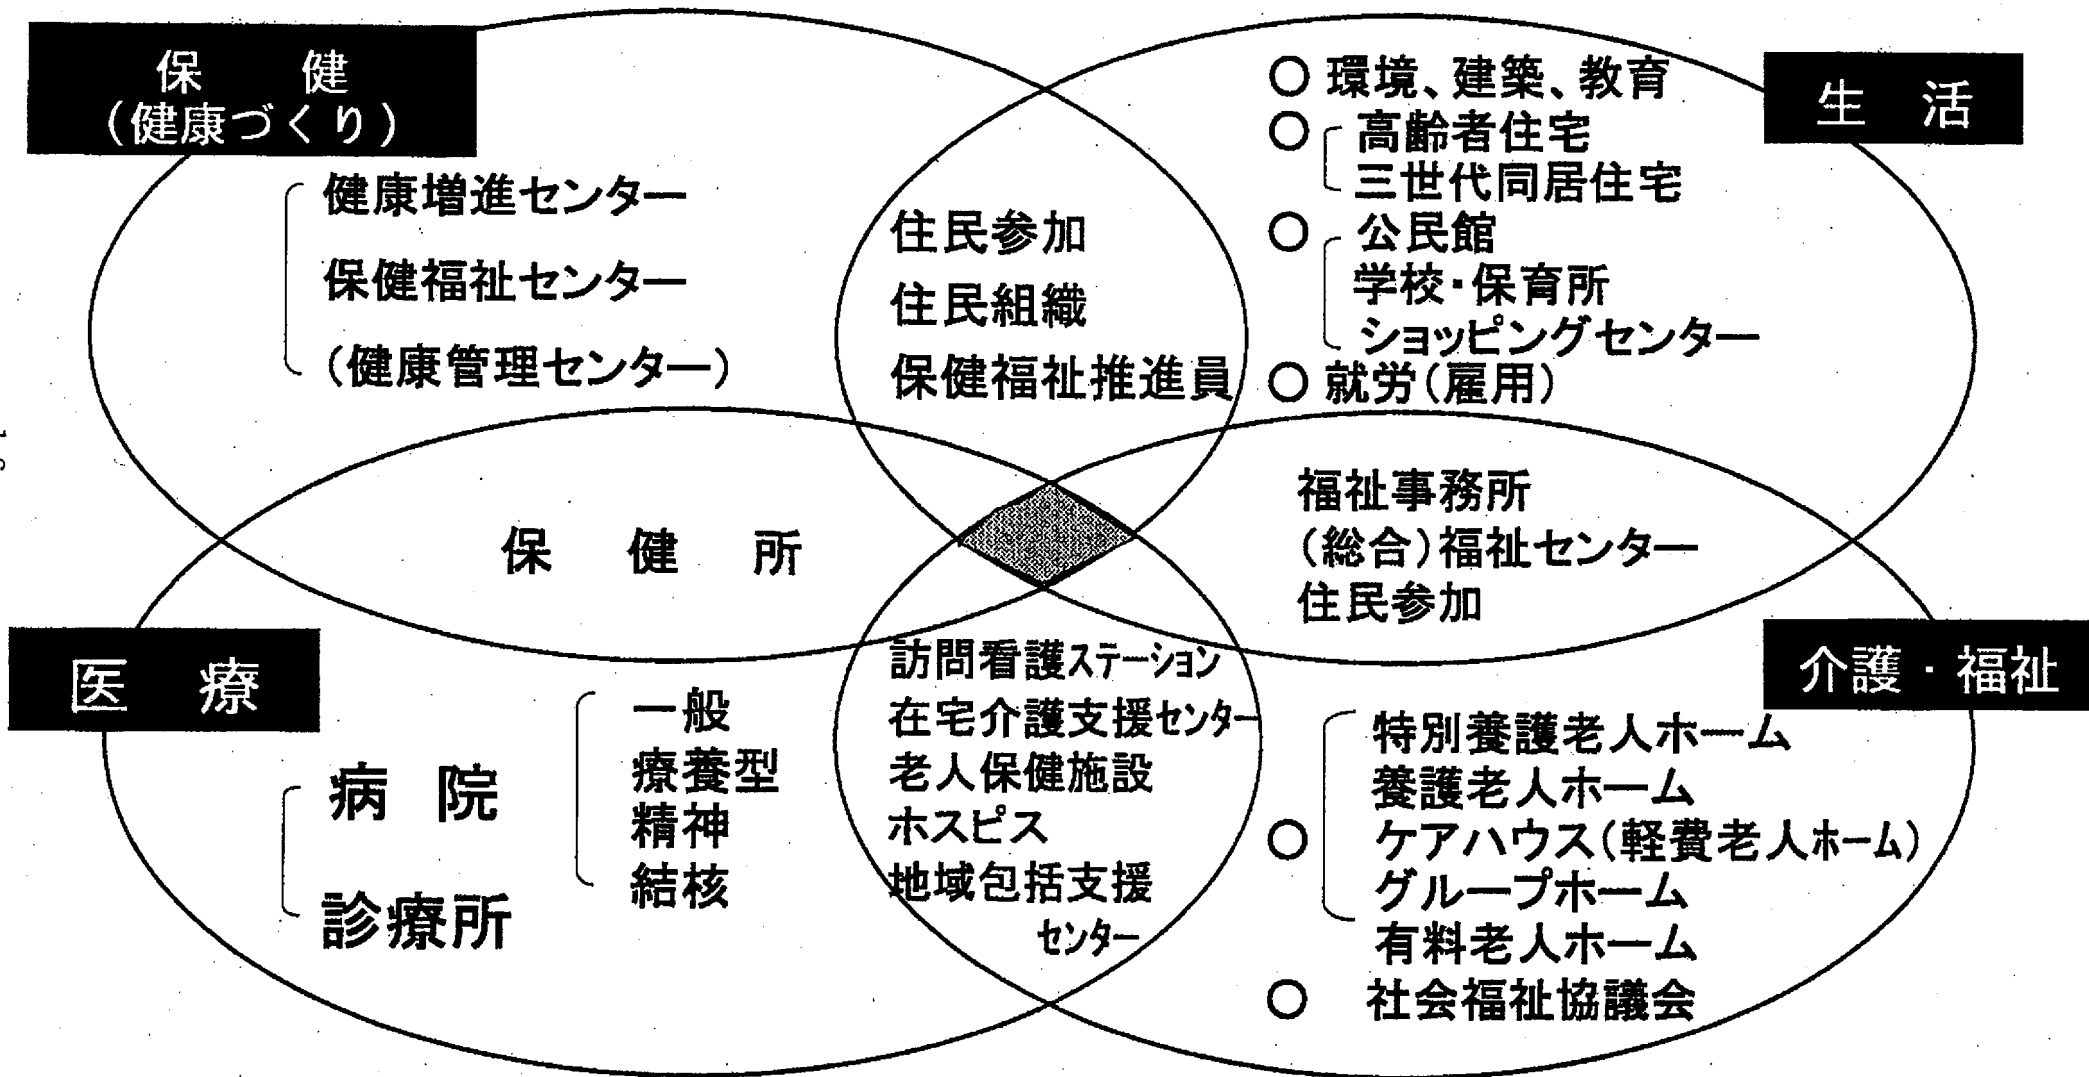 保 健
(健康づくり)
健康増進センター
保健福祉センター
(健康管理センター)
住民参加
住民組織
保健福祉推進員
生 活
○ 環境、建築、教育
○ 高齢者住宅
三世代同居住宅
○ 公民館
学校・保育所
ショッピングセンター
○ 就労(雇用)
保 健 所
福祉事務所
(総合)福祉センター
住民参加
医 療
病 院
診療所
一般
療養型
精神
結核
訪問看護ステーション
在宅介護支援センター
老人保健施設
ホスピス
地域包括支援
センター
介護・福祉
特別養護老人ホーム
養護老人ホーム
○ ケアハウス(軽費老人ホーム)
グループホーム
有料老人ホーム
○ 社会福祉協議会